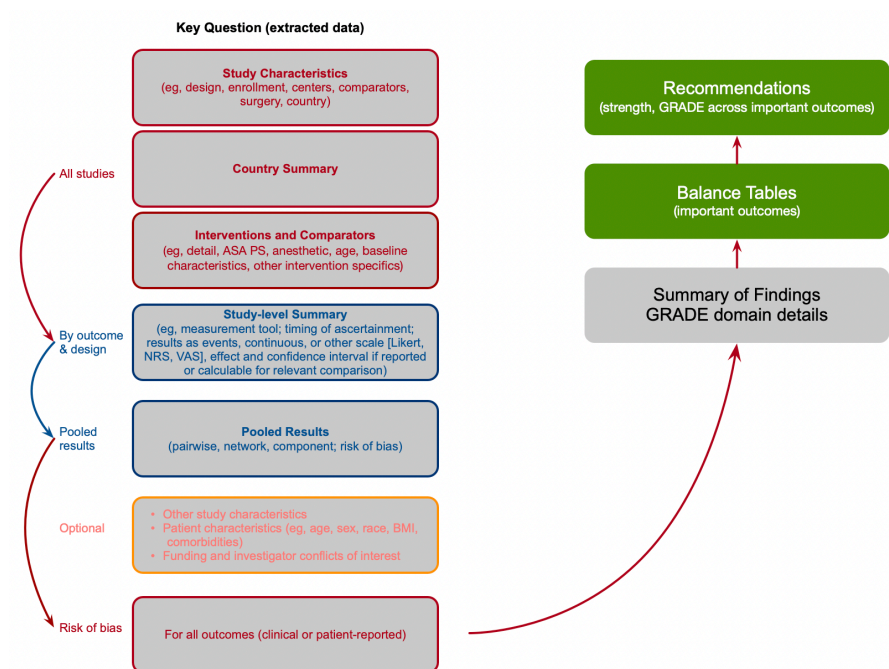 Key Question (extracted data)
Study Characteristics
(eg, design, enrollment, centers, comparators,
surgery, country)
All studies
Country Summary
Interventions and Comparators
(eg, detail, ASA PS, anesthetic, age, baseline
characteristics, other intervention specifics)
By outcome
& design
Study-level Summary
(eg, measurement tool; timing of ascertainment;
results as events, continuous, or other scale [Likert,
NRS, VAS], effect and confidence interval if reported
or calculable for relevant comparison)
Pooled
results
Pooled Results
(pairwise, network, component; risk of bias)
Optional
• Other study characteristics
• Patient characteristics (eg, age, sex, race, BMI,
comorbidities)
• Funding and investigator conflicts of interest
Risk of bias
For all outcomes (clinical or patient-reported)
Recommendations
(strength, GRADE across important outcomes)
Balance Tables
(important outcomes)
Summary of Findings
GRADE domain details